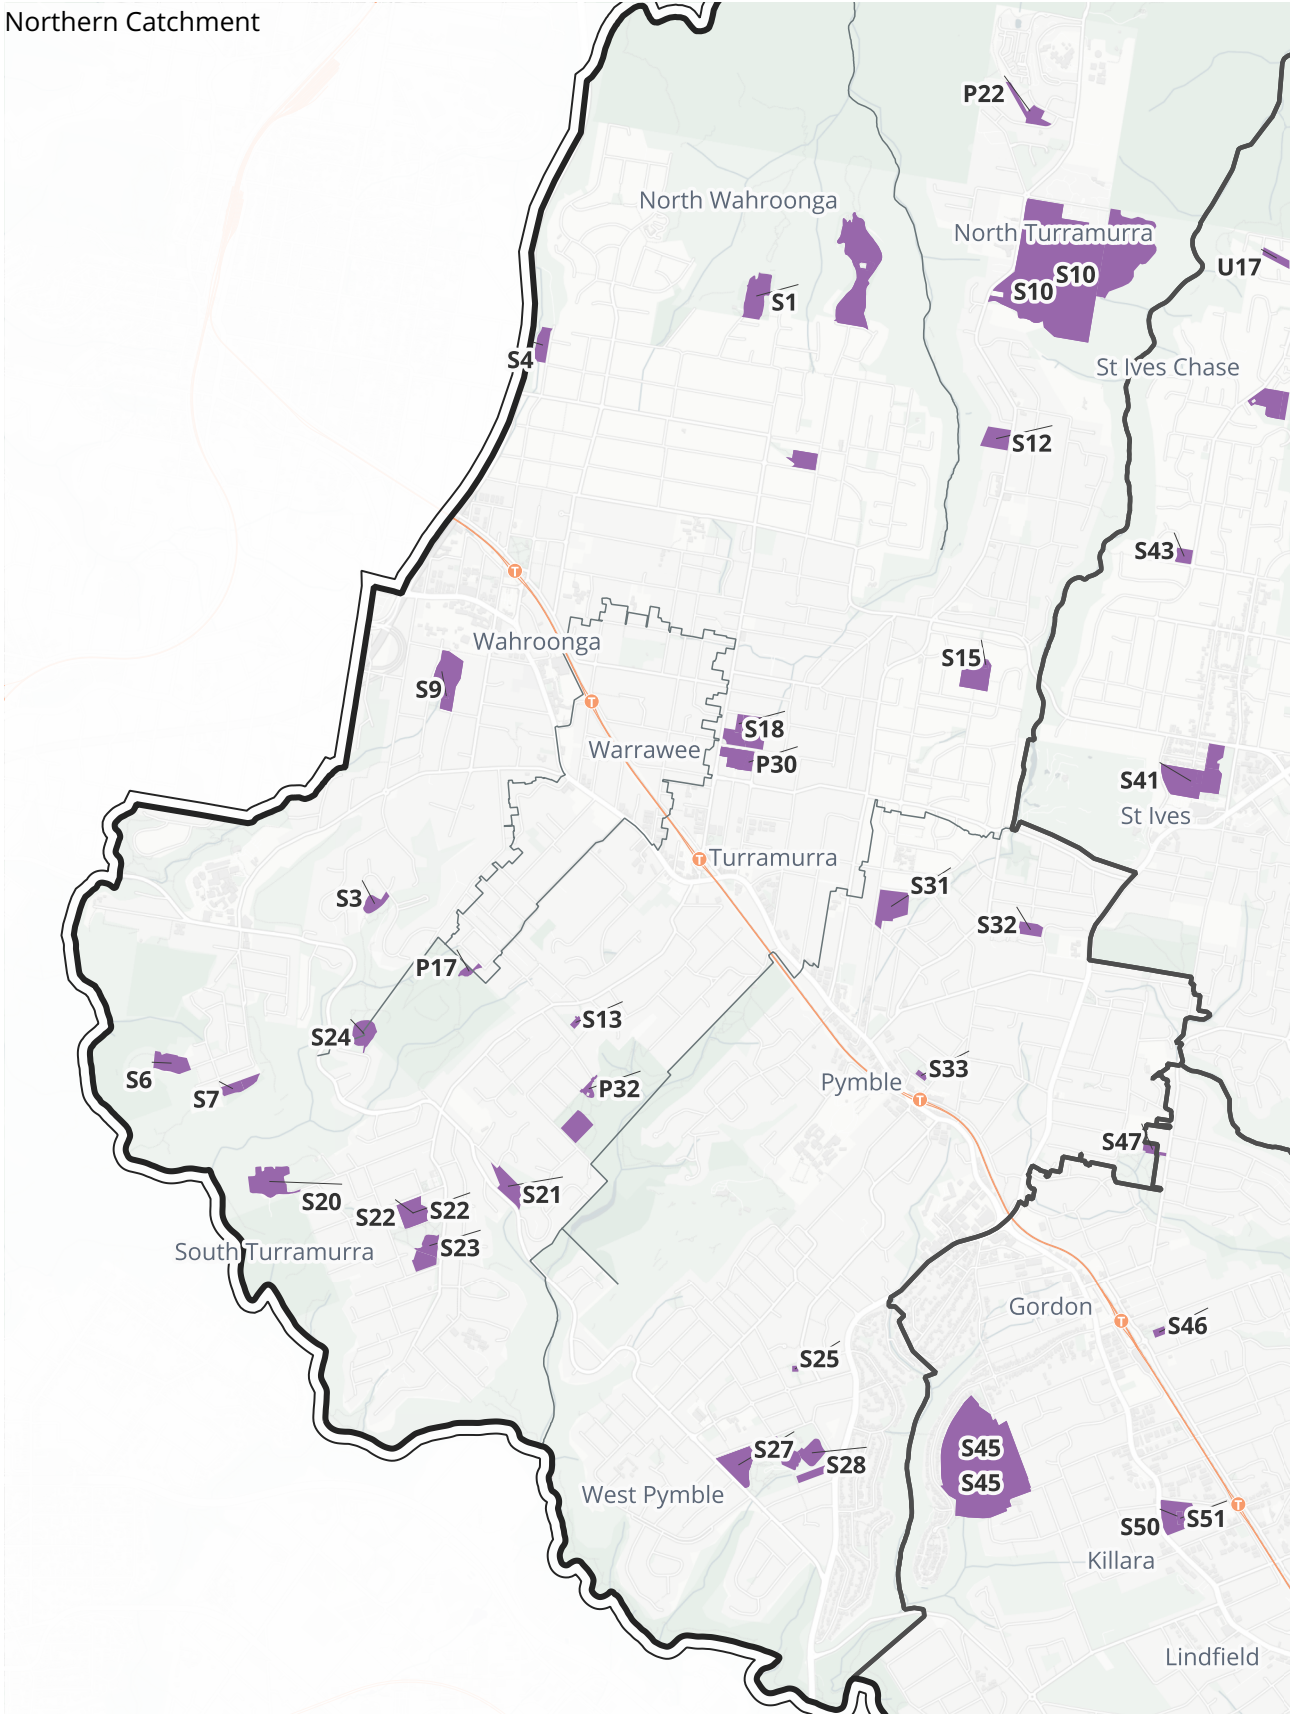 Northern Catchment
P22
North Wahroonga
North Turramurra
U17
S10
S10
S1
S4
St Ives Chase
S12
S43
T
Wahroonga
S15
S9
T
S18
Warrawee
P30
S41
St Ives
T
Turramurra
S31
S3
S32
P17
S13
S24
S33
S6
Pymble
P32
S7
T
S47
S21
S20
S22
S22
S23
South Turramurra
Gordon
T
S46
S25
S45
S27
S28
S45
West Pymble
T
S51
S50
Killara
Lindfield